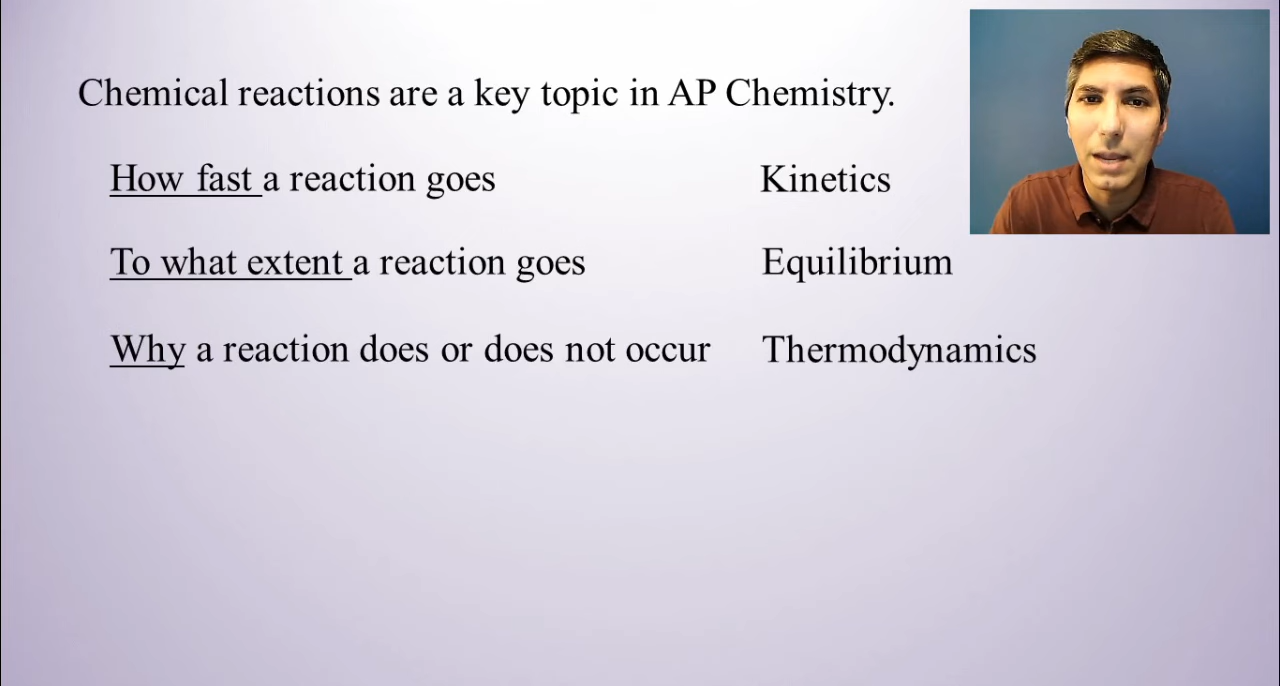 Chemical reactions are a key topic in AP Chemistry.
How fast a reaction goes Kinetics
To what extent a reaction goes Equilibrium
Why a reaction does or does not occur Thermodynamics